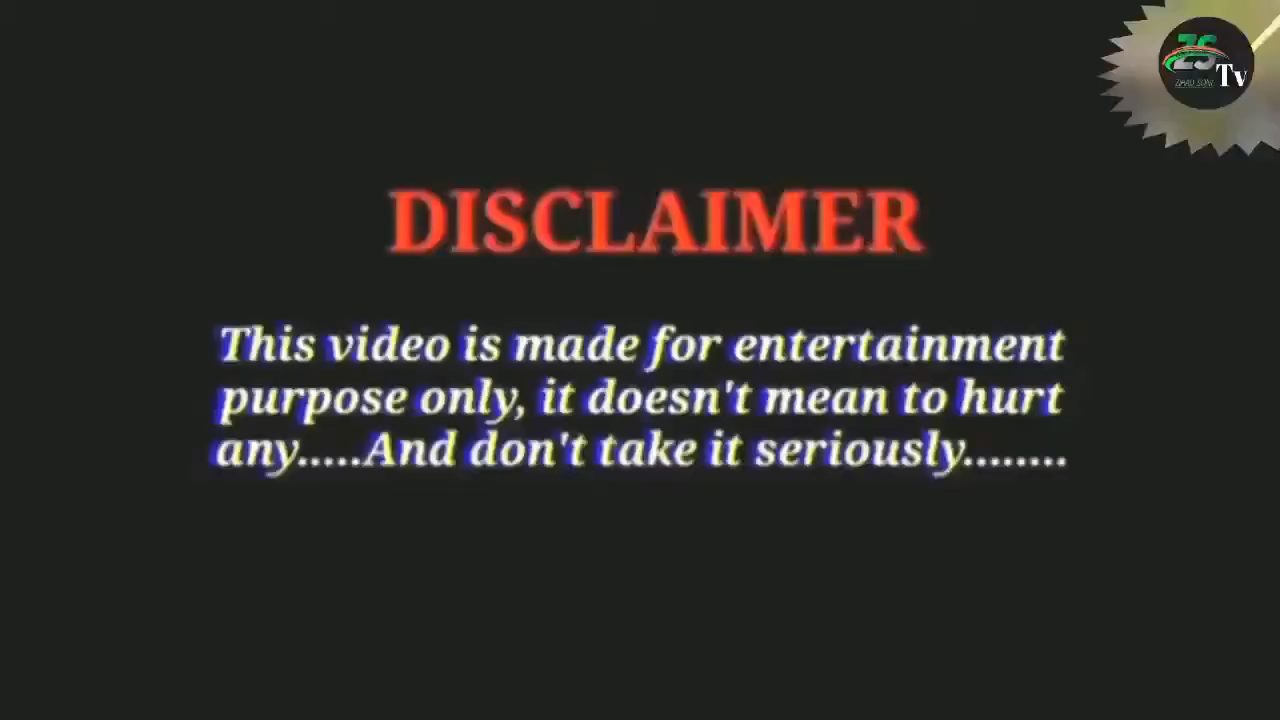 ZS
Tv
DISCLAIMER
This video is made for entertainment
purpose only, it doesn't mean to hurt
any.....And don't take it seriously........